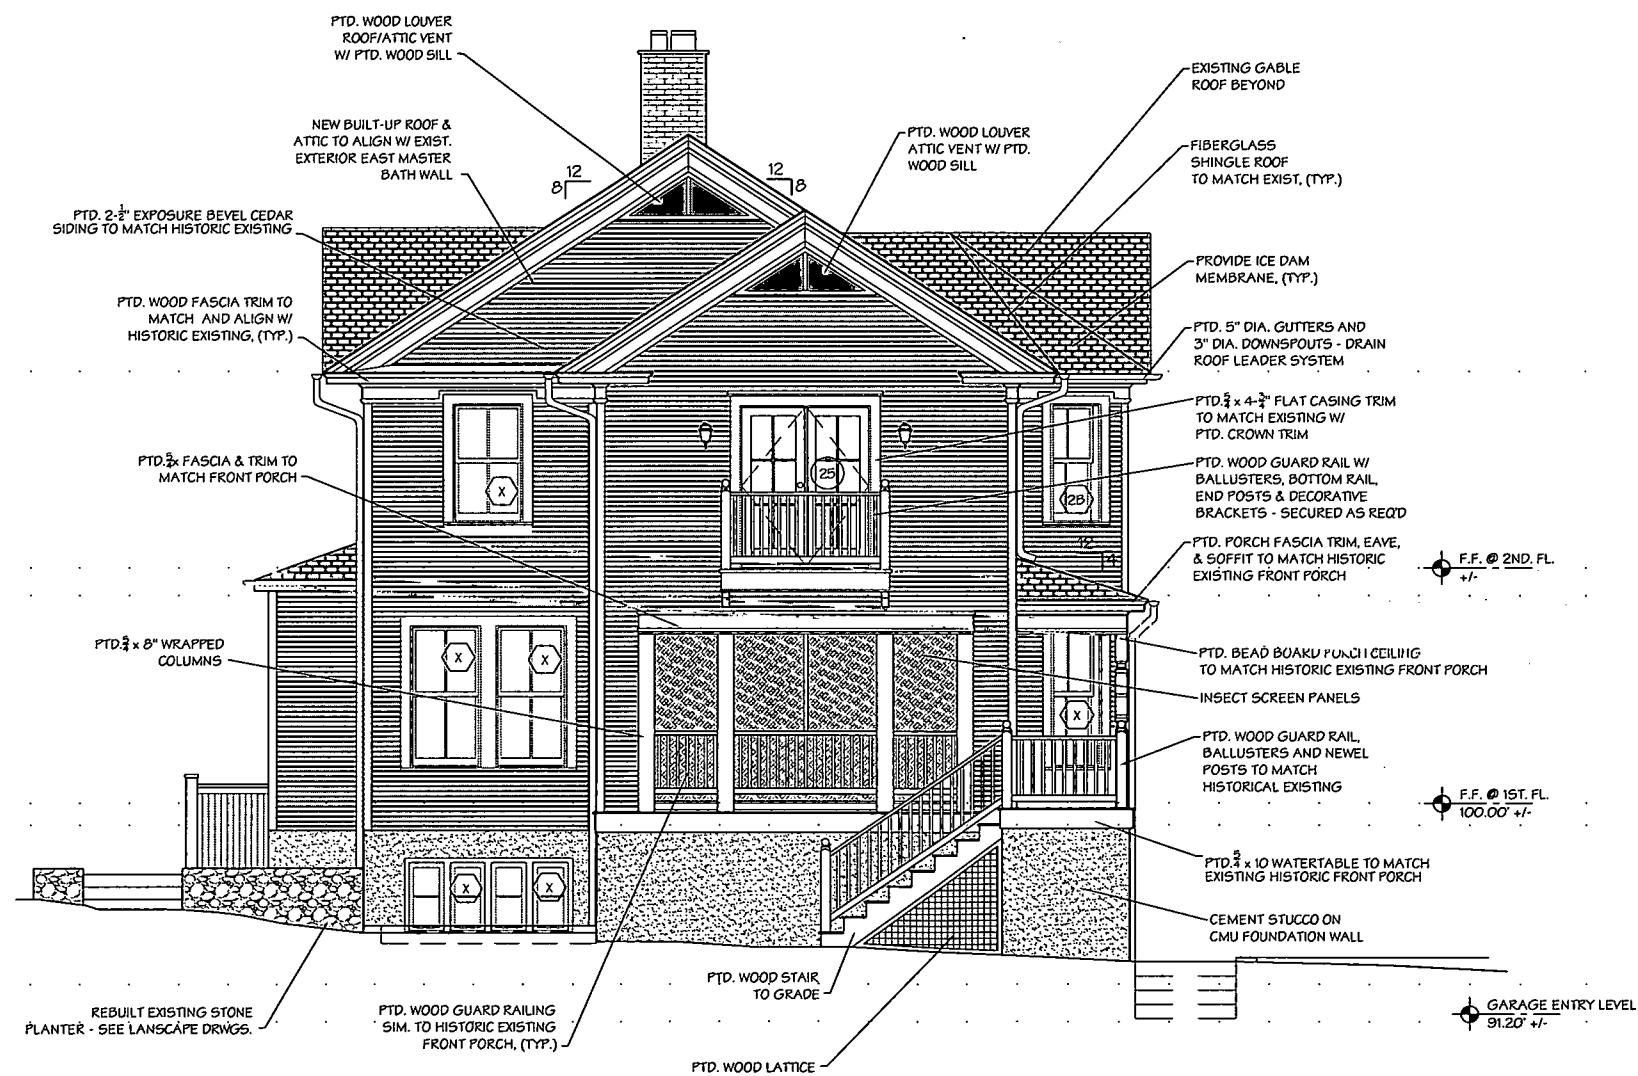 PTD. WOOD LOUVER
ROOF/ATTIC VENT
W/ PTD. WOOD SILL
NEW BUILT-UP ROOF &
ATTIC TO ALIGN W/ EXIST.
EXTERIOR EAST MASTER
BATH WALL
PTD. 2-1/2" EXPOSURE BEVEL CEDAR
SIDING TO MATCH HISTORIC EXISTING
PTD. WOOD FASCIA TRIM TO
MATCH AND ALIGN W/
HISTORIC EXISTING, (TYP.)
PTD. 5/4 x FASCIA & TRIM TO
MATCH FRONT PORCH
PTD. 5/4 x 8" WRAPPED
COLUMNS
REBUILT EXISTING STONE
PLANTER - SEE LANSCAPE DRWGS.
PTD. WOOD GUARD RAILING
SIM. TO HISTORIC EXISTING
FRONT PORCH, (TYP.)
PTD. WOOD STAIR
TO GRADE
PTD. WOOD LATTICE
12
8
12
8
PTD. WOOD LOUVER
ATTIC VENT W/ PTD.
WOOD SILL
X
25
2B
12
4
X
X
X
X
X
EXISTING GABLE
ROOF BEYOND
FIBERGLASS
SHINGLE ROOF
TO MATCH EXIST, (TYP.)
PROVIDE ICE DAM
MEMBRANE, (TYP.)
PTD. 5" DIA. GUTTERS AND
3" DIA. DOWNSPOUTS - DRAIN
ROOF LEADER SYSTEM
PTD. 5/4 x 4-3/4" FLAT CASING TRIM
TO MATCH EXISTING W/
PTD. CROWN TRIM
PTD. WOOD GUARD RAIL W/
BALLUSTERS, BOTTOM RAIL,
END POSTS & DECORATIVE
BRACKETS - SECURED AS REQ'D
PTD. PORCH FASCIA TRIM, EAVE,
& SOFFIT TO MATCH HISTORIC
EXISTING FRONT PORCH
F.F. @ 2ND. FL.
+/-
PTD. BEAD BOARD PORCH CEILING
TO MATCH HISTORIC EXISTING FRONT PORCH
INSECT SCREEN PANELS
PTD. WOOD GUARD RAIL,
BALLUSTERS AND NEWEL
POSTS TO MATCH
HISTORICAL EXISTING
F.F. @ 1ST. FL.
100.00' +/-
PTD. 5/4 x 10 WATERTABLE TO MATCH
EXISTING HISTORIC FRONT PORCH
CEMENT STUCCO ON
CMU FOUNDATION WALL
GARAGE ENTRY LEVEL
91.20' +/-